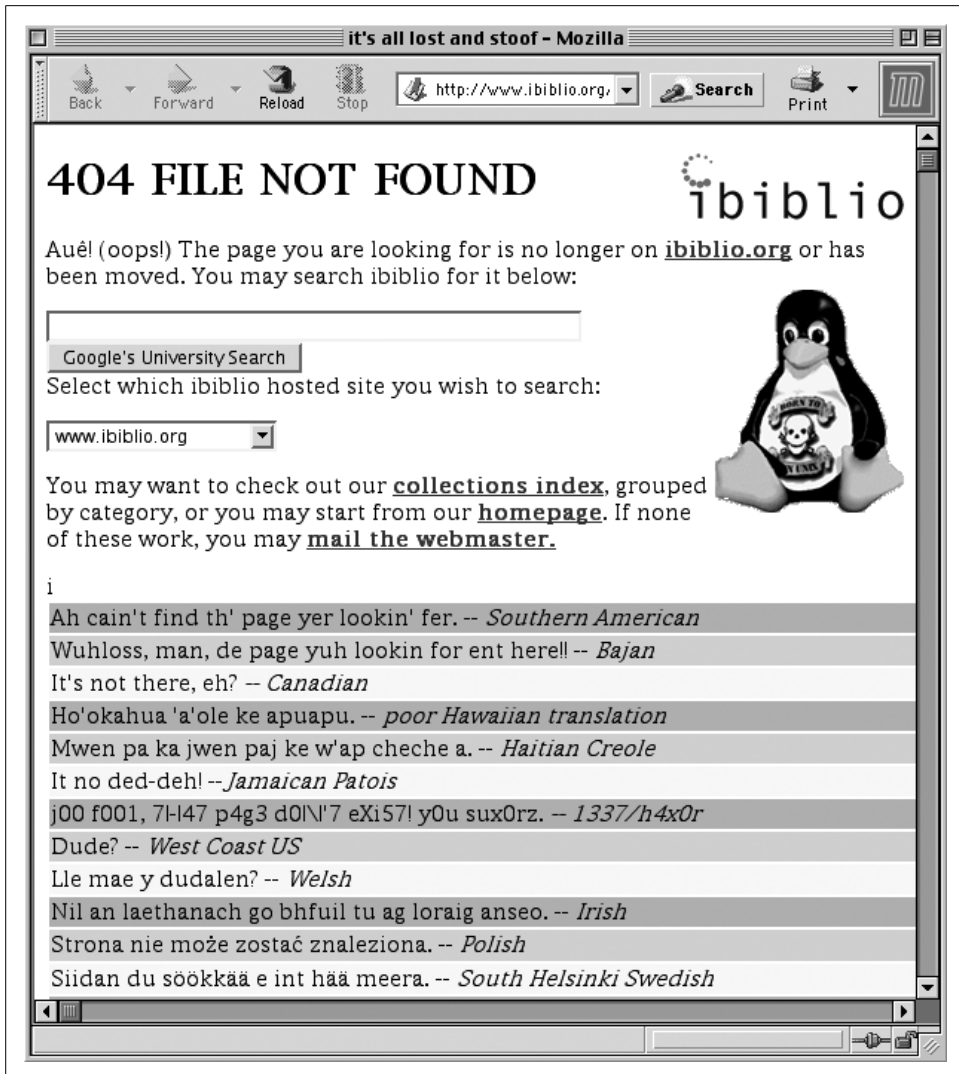 it's all lost and stoof - Mozilla
Back Forward Reload Stop http://www.ibiblio.org/ Search Print
404 FILE NOT FOUND
ibiblio
Auê! (oops!) The page you are looking for is no longer on ibiblio.org or has
been moved. You may search ibiblio for it below:
Google's University Search
Select which ibiblio hosted site you wish to search:
www.ibiblio.org
BORN TO
UNIX
You may want to check out our collections index, grouped
by category, or you may start from our homepage. If none
of these work, you may mail the webmaster.
i
Ah cain't find th' page yer lookin' fer. -- Southern American
Wuhloss, man, de page yuh lookin for ent here!! -- Bajan
It's not there, eh? -- Canadian
Ho'okahua 'a'ole ke apuapu. -- poor Hawaiian translation
Mwen pa ka jwen paj ke w'ap cheche a. -- Haitian Creole
It no ded-deh! -- Jamaican Patois
j00 f001, 7|-|47 p4g3 d0|\|'7 eXi57! y0u sux0rz. -- 1337/h4x0r
Dude? -- West Coast US
Lle mae y dudalen? -- Welsh
Nil an laethanach go bhfuil tu ag loraig anseo. -- Irish
Strona nie może zostać znaleziona. -- Polish
Siidan du söökkää e int hää meera. -- South Helsinki Swedish